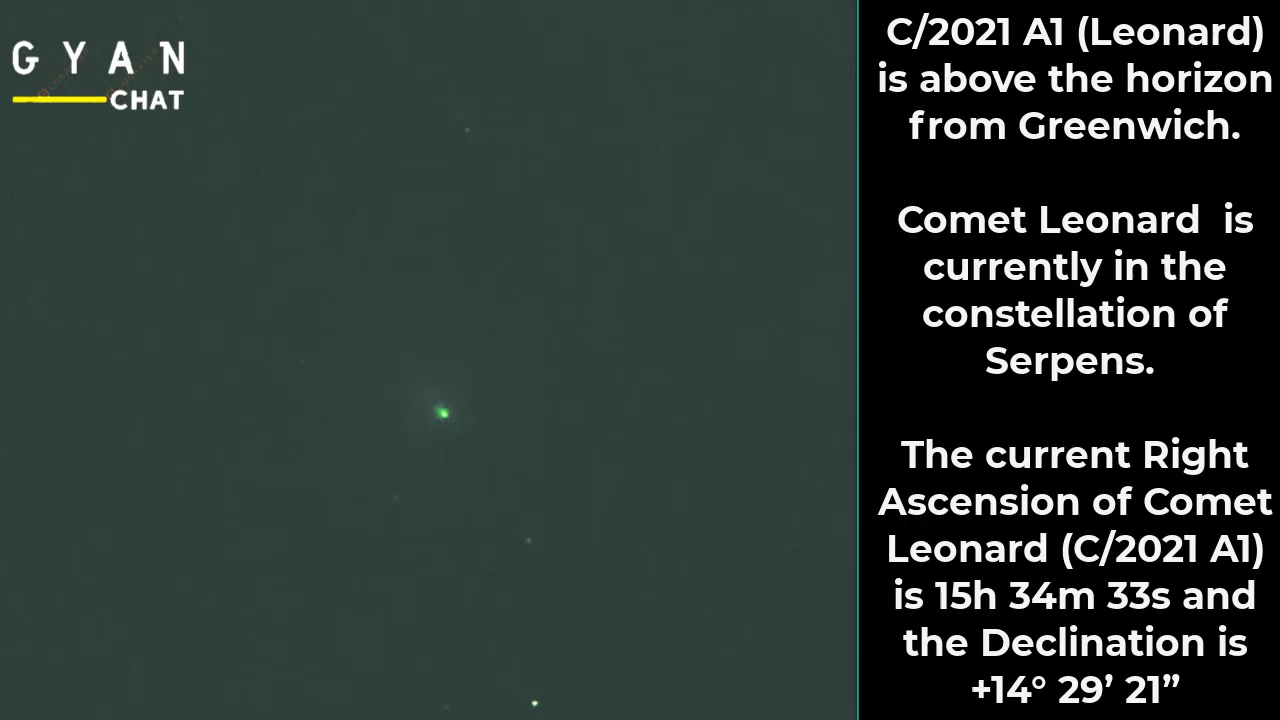 GYAN
CHAT
C/2021 A1 (Leonard)
is above the horizon
from Greenwich.
Comet Leonard is
currently in the
constellation of
Serpens.
The current Right
Ascension of Comet
Leonard (C/2021 A1)
is 15h 34m 33s and
the Declination is
+14° 29’ 21”